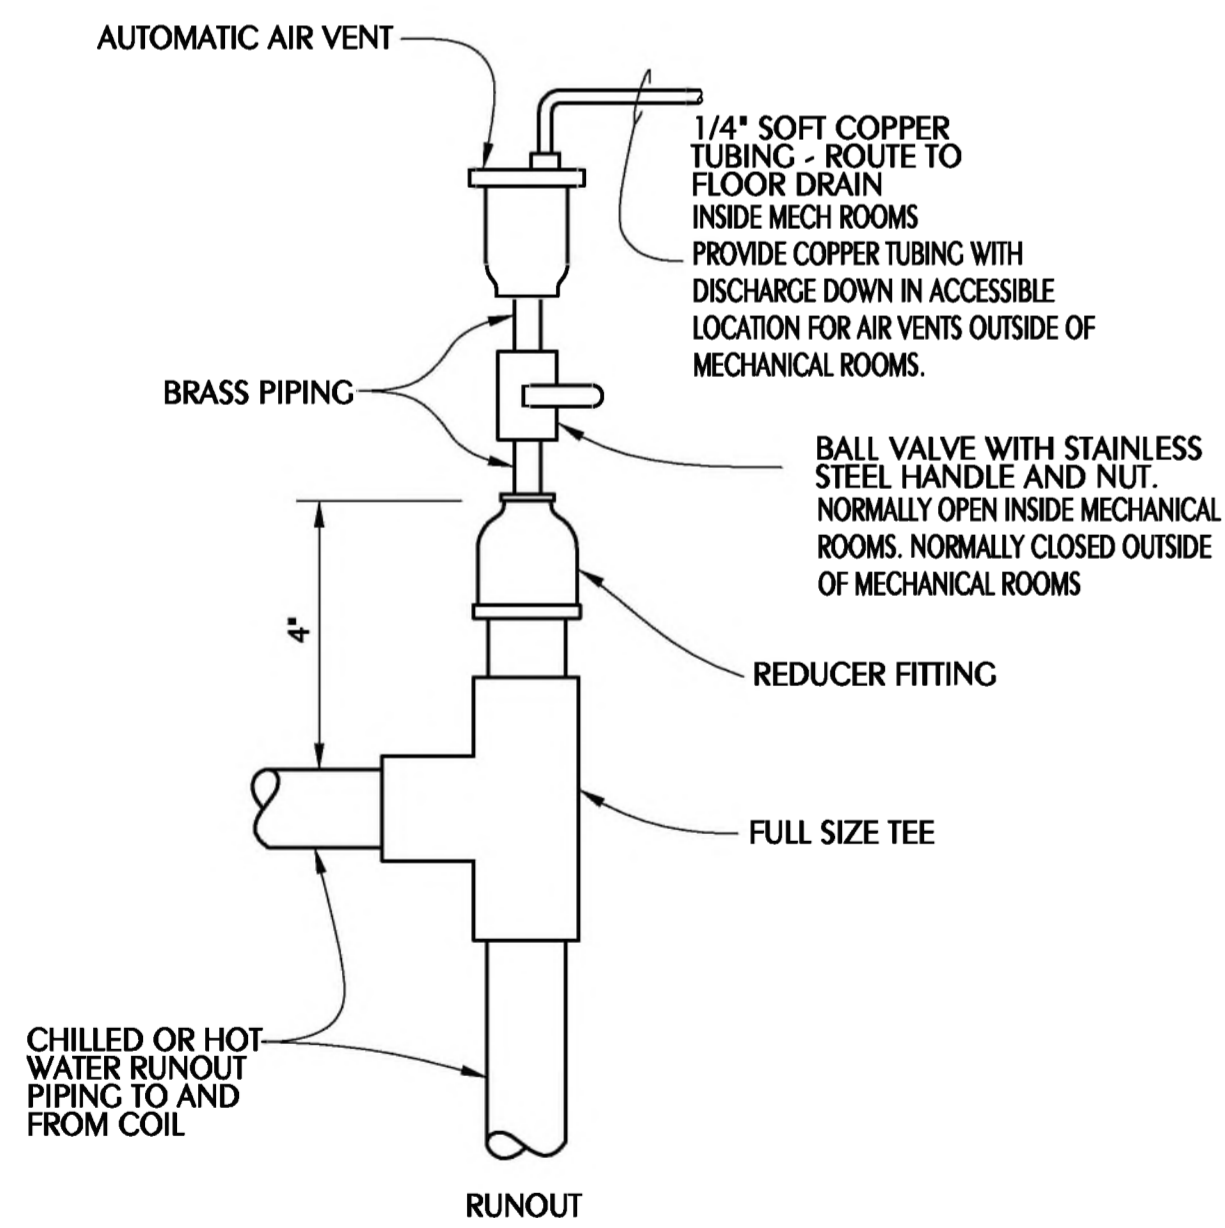 AUTOMATIC AIR VENT
1/4" SOFT COPPER
TUBING - ROUTE TO
FLOOR DRAIN
INSIDE MECH ROOMS
PROVIDE COPPER TUBING WITH
DISCHARGE DOWN IN ACCESSIBLE
LOCATION FOR AIR VENTS OUTSIDE OF
MECHANICAL ROOMS.
BRASS PIPING
BALL VALVE WITH STAINLESS
STEEL HANDLE AND NUT.
NORMALLY OPEN INSIDE MECHANICAL
ROOMS. NORMALLY CLOSED OUTSIDE
OF MECHANICAL ROOMS
4"
REDUCER FITTING
FULL SIZE TEE
CHILLED OR HOT
WATER RUNOUT
PIPING TO AND
FROM COIL
RUNOUT